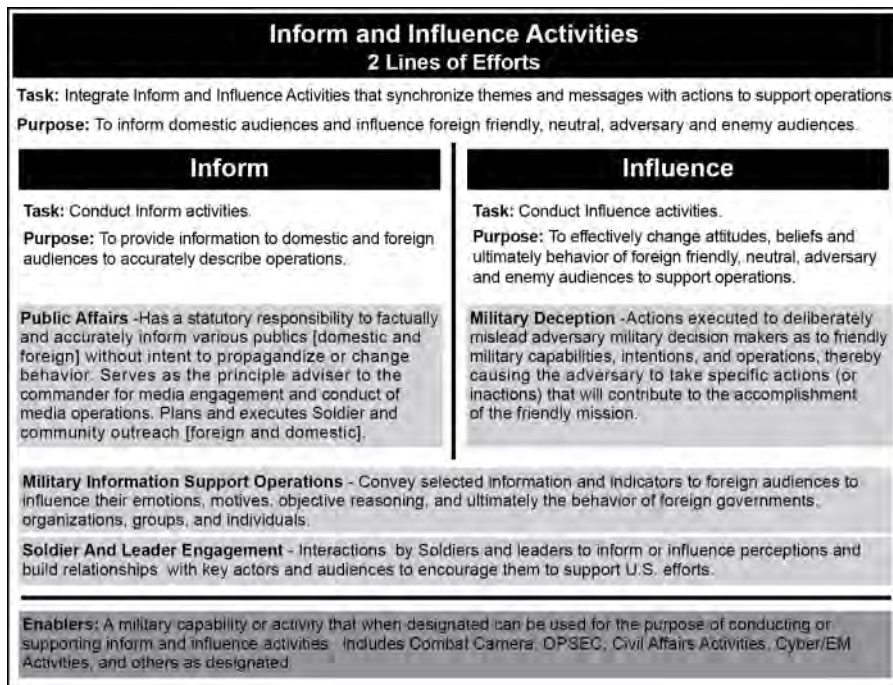 Inform and Influence Activities
2 Lines of Efforts
Task: Integrate Inform and Influence Activities that synchronize themes and messages with actions to support operations
Purpose: To inform domestic audiences and influence foreign friendly, neutral, adversary and enemy audiences.
Inform
Task: Conduct Inform activities.
Purpose: To provide information to domestic and foreign
audiences to accurately describe operations.
Public Affairs -Has a statutory responsibility to factually
and accurately inform various publics [domestic and
foreign] without intent to propagandize or change
behavior. Serves as the principle adviser to the
commander for media engagement and conduct of
media operations. Plans and executes Soldier and
community outreach [foreign and domestic].
Influence
Task: Conduct Influence activities.
Purpose: To effectively change attitudes, beliefs and
ultimately behavior of foreign friendly, neutral, adversary
and enemy audiences to support operations.
Military Deception -Actions executed to deliberately
mislead adversary military decision makers as to friendly
military capabilities, intentions, and operations, thereby
causing the adversary to take specific actions (or
inactions) that will contribute to the accomplishment
of the friendly mission.
Military Information Support Operations - Convey selected information and indicators to foreign audiences to
influence their emotions, motives, objective reasoning, and ultimately the behavior of foreign governments,
organizations, groups, and individuals.
Soldier And Leader Engagement - Interactions by Soldiers and leaders to inform or influence perceptions and
build relationships with key actors and audiences to encourage them to support U.S. efforts.
Enablers: A military capability or activity that when designated can be used for the purpose of conducting or
supporting inform and influence activities. Includes Combat Camera, OPSEC, Civil Affairs Activities, Cyber/EM
Activities, and others as designated.